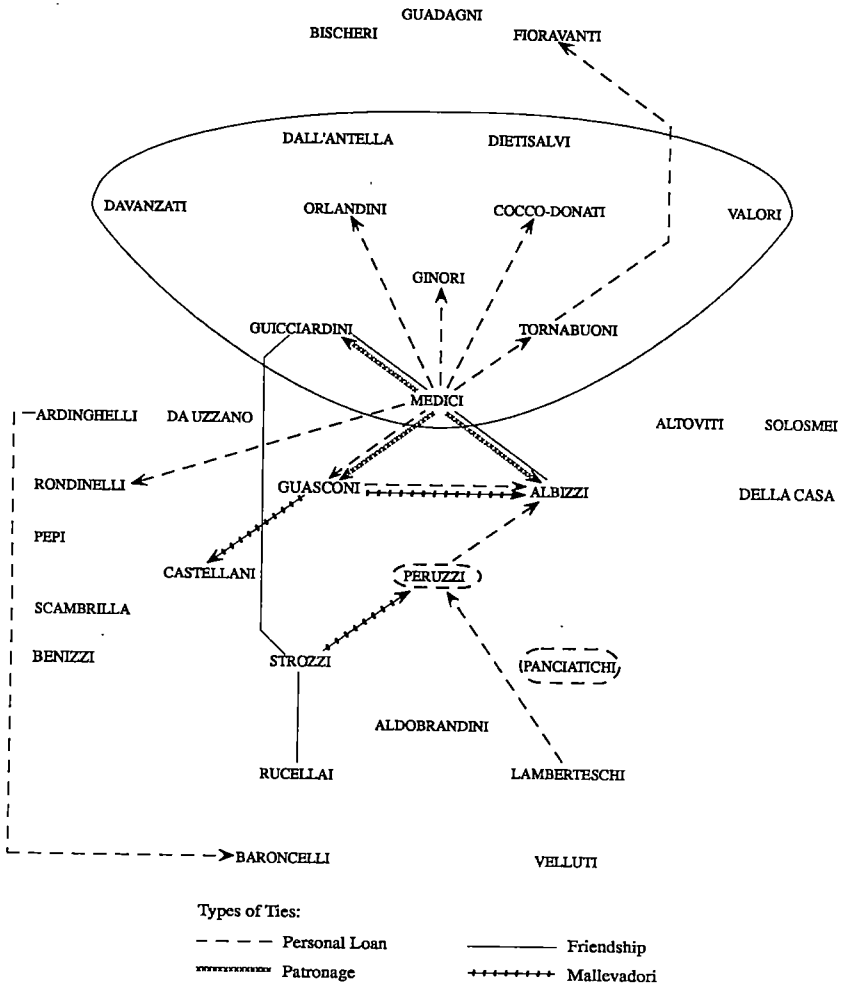 GUADAGNI
BISCHERI FIORAVANTI
DALL'ANTELLA DIETISALVI
DAVANZATI ORLANDINI COCCO-DONATI VALORI
GINORI
GUICCIARDINI TORNABUONI
MEDICI
ARDINGHELLI DA UZZANO ALTOVITI SOLOSMEI
RONDINELLI GUASCONI ALBIZZI DELLA CASA
PEPI
CASTELLANI PERUZZI
SCAMBRILLA
BENIZZI STROZZI PANCIATICHI
ALDOBRANDINI
RUCELLAI LAMBERTESCHI
BARONCELLI VELLUTI
Types of Ties:
Personal Loan Friendship
Patronage Mallevadori